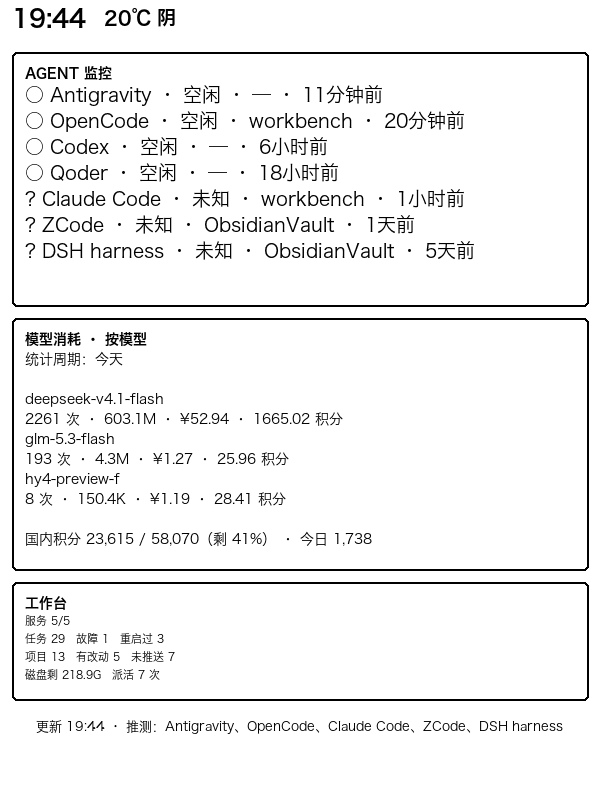 19:44 20℃ 阴
AGENT 监控
○ Antigravity · 空闲 · — · 11分钟前
○ OpenCode · 空闲 · workbench · 20分钟前
○ Codex · 空闲 · — · 6小时前
○ Qoder · 空闲 · — · 18小时前
? Claude Code · 未知 · workbench · 1小时前
? ZCode · 未知 · ObsidianVault · 1天前
? DSH harness · 未知 · ObsidianVault · 5天前
模型消耗 · 按模型
统计周期：今天
deepseek-v4.1-flash
2261 次 · 603.1M · ¥52.94 · 1665.02 积分
glm-5.3-flash
193 次 · 4.3M · ¥1.27 · 25.96 积分
hy4-preview-f
8 次 · 150.4K · ¥1.19 · 28.41 积分
国内积分 23,615 / 58,070（剩 41%） · 今日 1,738
工作台
服务 5/5
任务 29 故障 1 重启过 3
项目 13 有改动 5 未推送 7
磁盘剩 218.9G 派活 7 次
更新 19:44 · 推测：Antigravity、OpenCode、Claude Code、ZCode、DSH harness